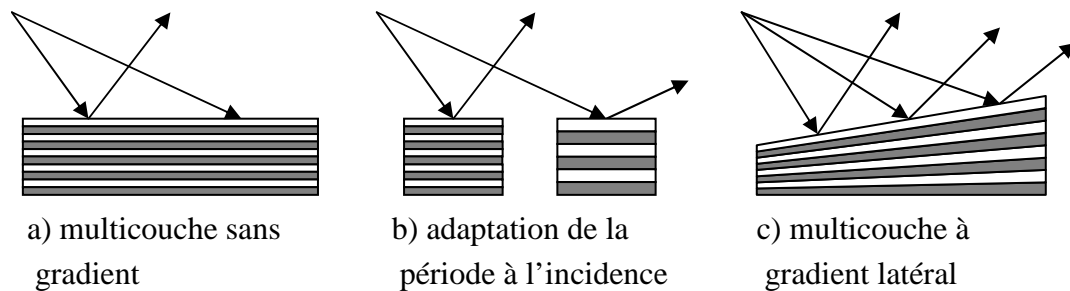 a) multicouche sans
gradient
b) adaptation de la
période à l’incidence
c) multicouche à
gradient latéral